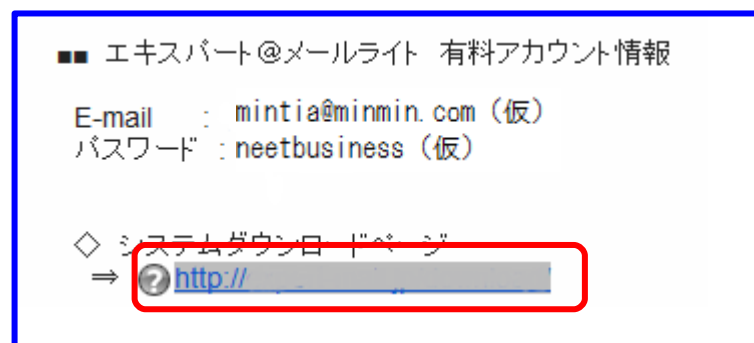 ■■ エキスパート@メールライト 有料アカウント情報
E-mail : mintia@minmin.com (仮)
パスワード : neetbusiness (仮)
◇ システムダウンロードページ
⇒ ? http://